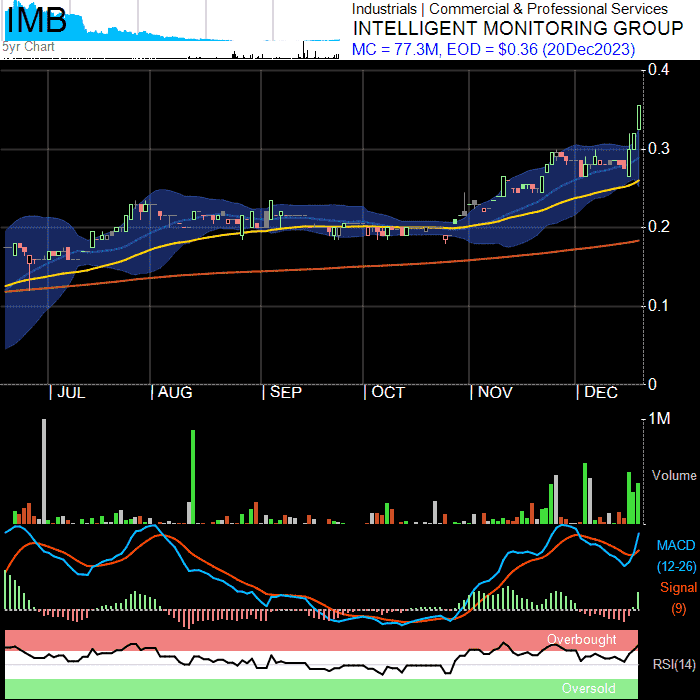 IMB
5yr Chart
Industrials | Commercial & Professional Services
INTELLIGENT MONITORING GROUP
MC = 77.3M, EOD = $0.36 (20Dec2023)
0.4
0.3
0.2
0.1
0
| JUL | AUG | SEP | OCT | NOV | DEC
1M
Volume
MACD
(12-26)
Signal
(9)
Overbought
RSI(14)
Oversold